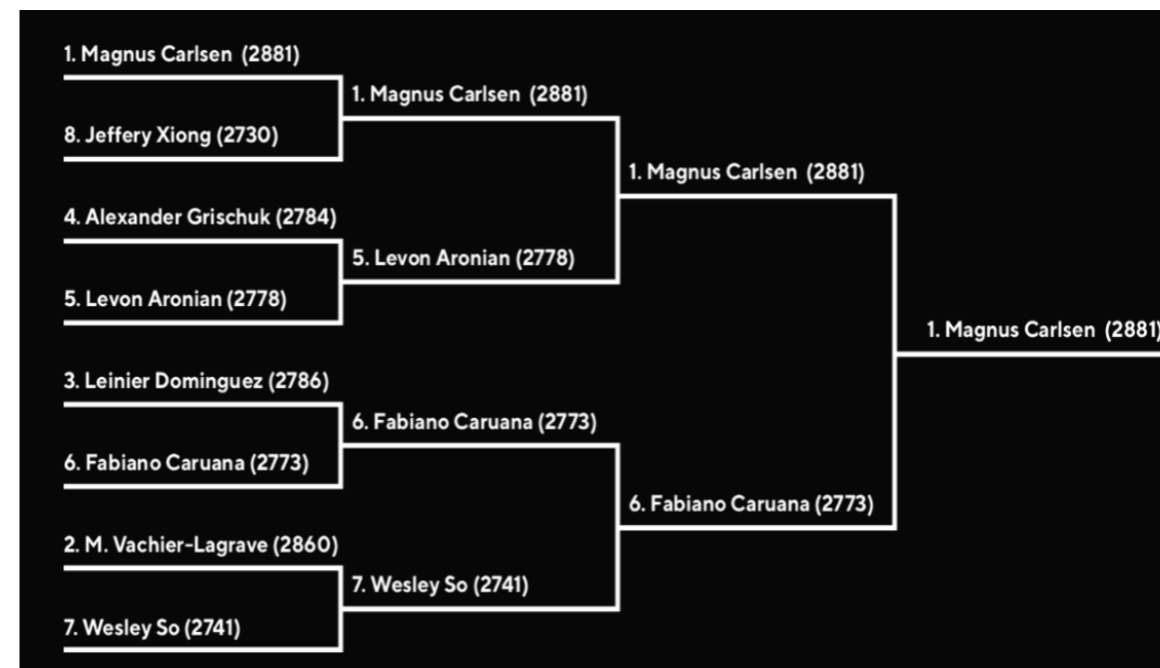 1. Magnus Carlsen (2881)
8. Jeffery Xiong (2730)
4. Alexander Grischuk (2784)
5. Levon Aronian (2778)
3. Leinier Dominguez (2786)
6. Fabiano Caruana (2773)
2. M. Vachier-Lagrave (2860)
7. Wesley So (2741)
1. Magnus Carlsen (2881)
5. Levon Aronian (2778)
6. Fabiano Caruana (2773)
7. Wesley So (2741)
1. Magnus Carlsen (2881)
6. Fabiano Caruana (2773)
1. Magnus Carlsen (2881)